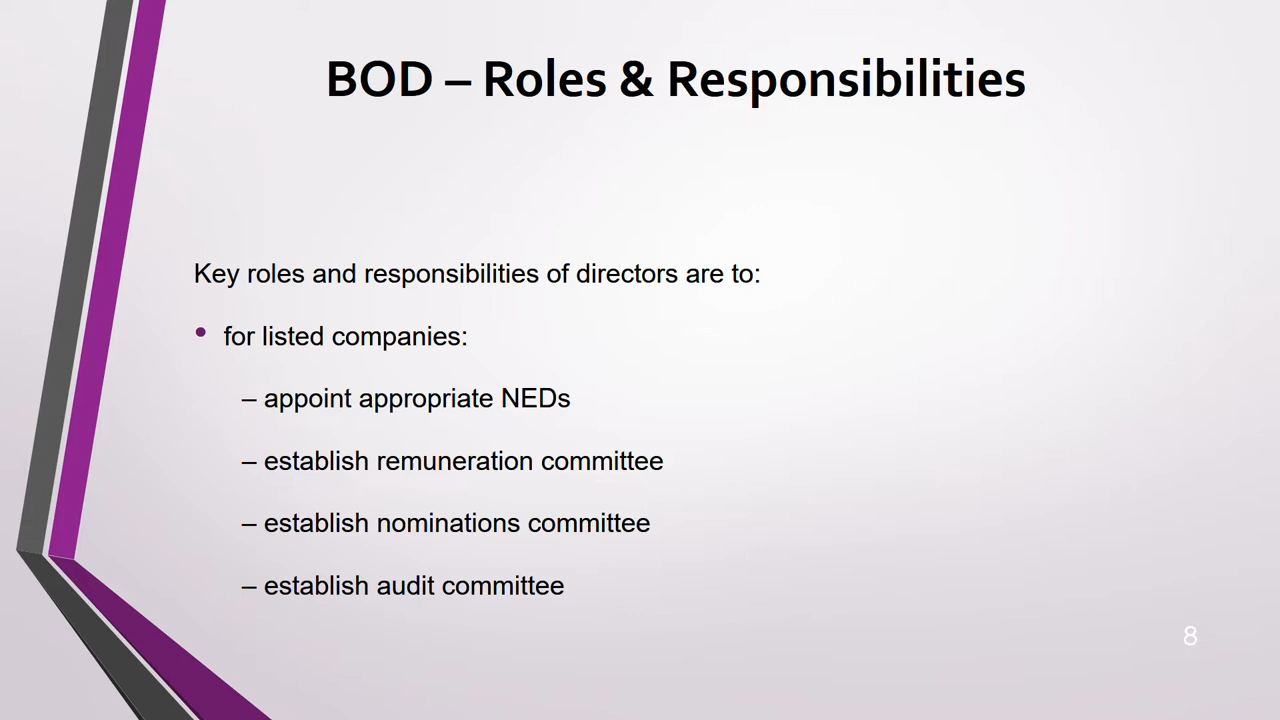 BOD – Roles & Responsibilities
Key roles and responsibilities of directors are to:
• for listed companies:
– appoint appropriate NEDs
– establish remuneration committee
– establish nominations committee
– establish audit committee
8